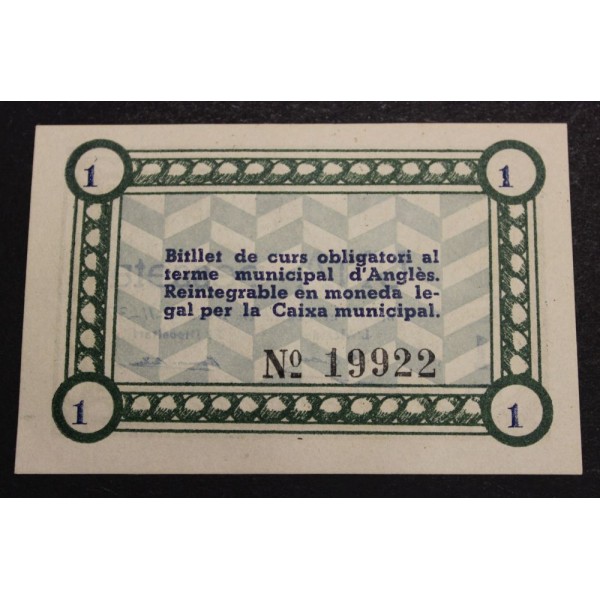 1 1
Bitllet de curs obligatori al
terme municipal d'Anglès.
Reintegrable en moneda le-
gal per la Caixa municipal.
Nº 19922
1 1